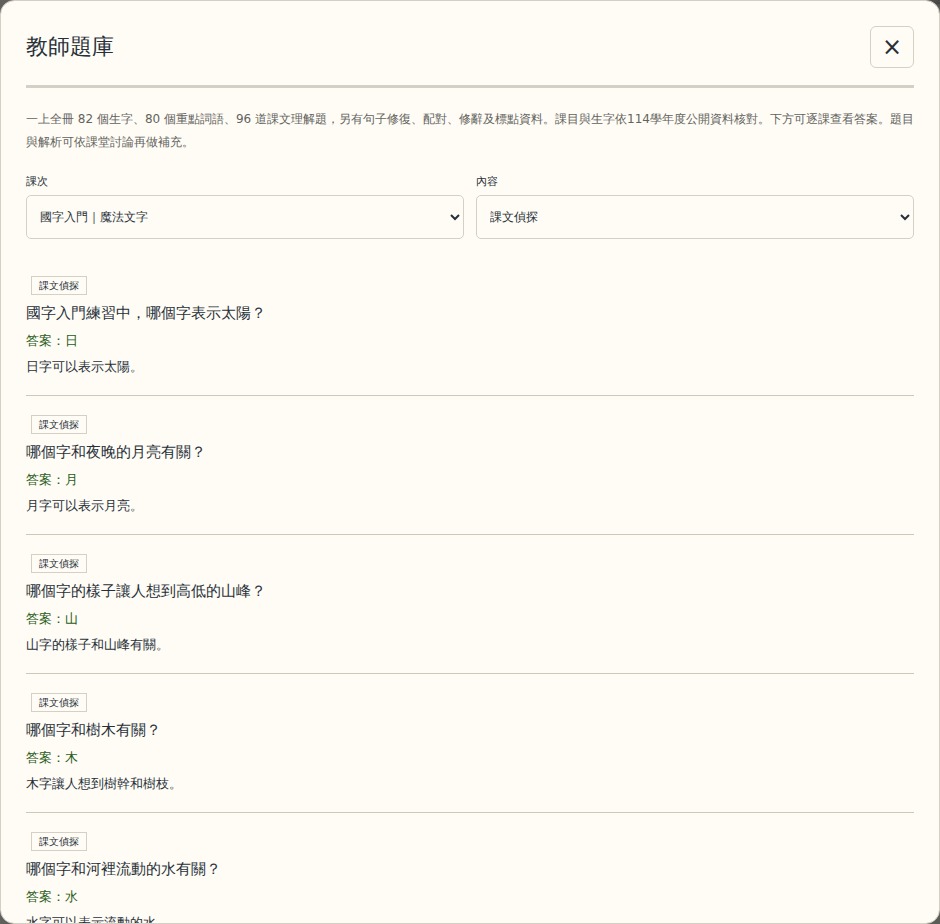 教師題庫
一上全冊 82 個生字、80 個重點詞語、96 道課文理解題，另有句子修復、配對、修辭及標點資料。課目與生字依114學年度公開資料核對。下方可逐課查看答案。題目
與解析可依課堂討論再做補充。
課次
內容
國字入門｜魔法文字
課文偵探
課文偵探
國字入門練習中，哪個字表示太陽？
答案：日
日字可以表示太陽。
課文偵探
哪個字和夜晚的月亮有關？
答案：月
月字可以表示月亮。
課文偵探
哪個字的樣子讓人想到高低的山峰？
答案：山
山字的樣子和山峰有關。
課文偵探
哪個字和樹木有關？
答案：木
木字讓人想到樹幹和樹枝。
課文偵探
哪個字和河裡流動的水有關？
答案：水
水字可以表示流動的水。